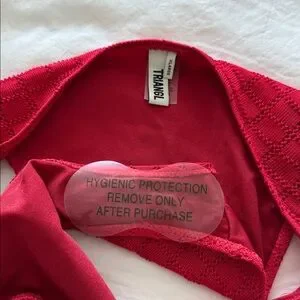 TRIANGL
HYGIENIC PROTECTION
REMOVE ONLY
AFTER PURCHASE